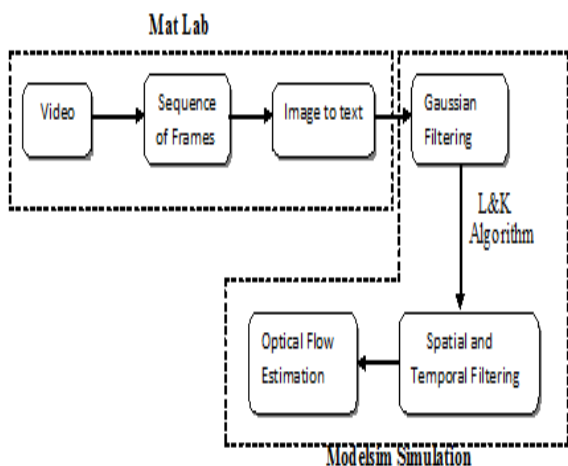 Mat Lab
Video
Sequence
of Frames
Image to text
Gaussian
Filtering
L&K
Algorithm
Spatial and
Temporal Filtering
Optical Flow
Estimation
Modelsim Simulation